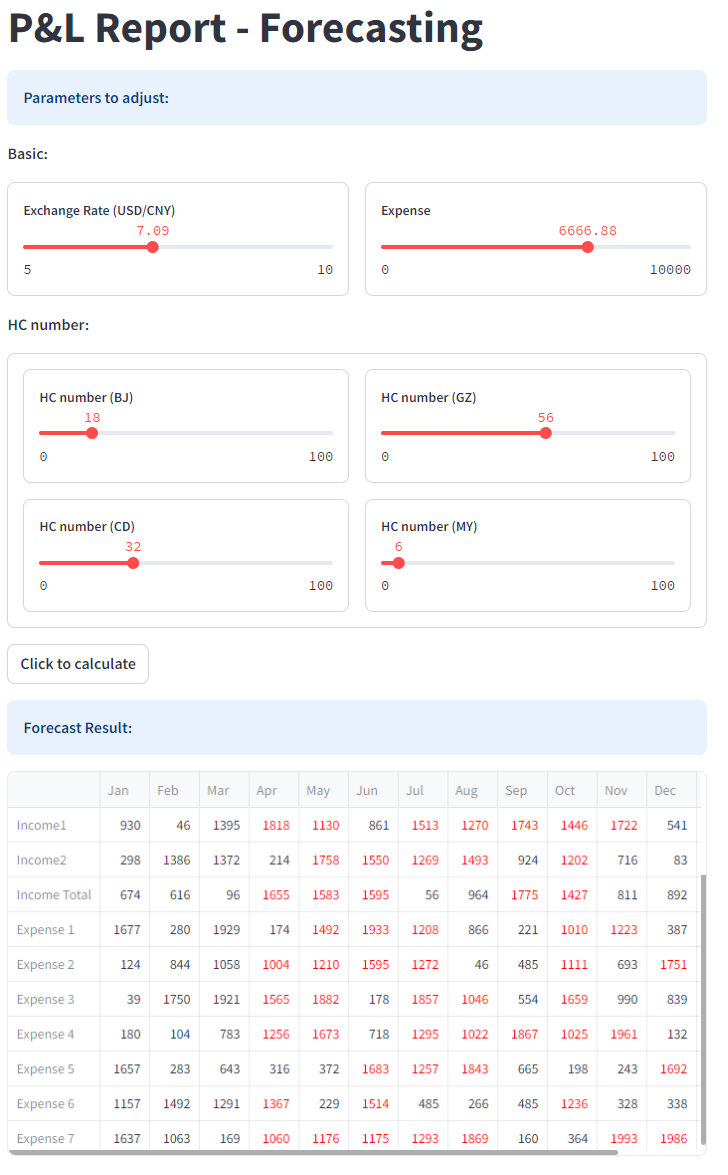 P&L Report - Forecasting
Parameters to adjust:
Basic:
Exchange Rate (USD/CNY)
7.09
5 10
Expense
6666.88
0 10000
HC number:
HC number (BJ)
18
0 100
HC number (GZ)
56
0 100
HC number (CD)
32
0 100
HC number (MY)
6
0 100
Click to calculate
Forecast Result:
Jan Feb Mar Apr May Jun Jul Aug Sep Oct Nov Dec
Income1 930 46 1395 1818 1130 861 1513 1270 1743 1446 1722 541
Income2 298 1386 1372 214 1758 1550 1269 1493 924 1202 716 83
Income Total 674 616 96 1655 1583 1595 56 964 1775 1427 811 892
Expense 1 1677 280 1929 174 1492 1933 1208 866 221 1010 1223 387
Expense 2 124 844 1058 1004 1210 1595 1272 46 485 1111 693 1751
Expense 3 39 1750 1921 1565 1882 178 1857 1046 554 1659 990 839
Expense 4 180 104 783 1256 1673 718 1295 1022 1867 1025 1961 132
Expense 5 1657 283 643 316 372 1683 1257 1843 665 198 243 1692
Expense 6 1157 1492 1291 1367 229 1514 485 266 485 1236 328 338
Expense 7 1637 1063 169 1060 1176 1175 1293 1869 160 364 1993 1986